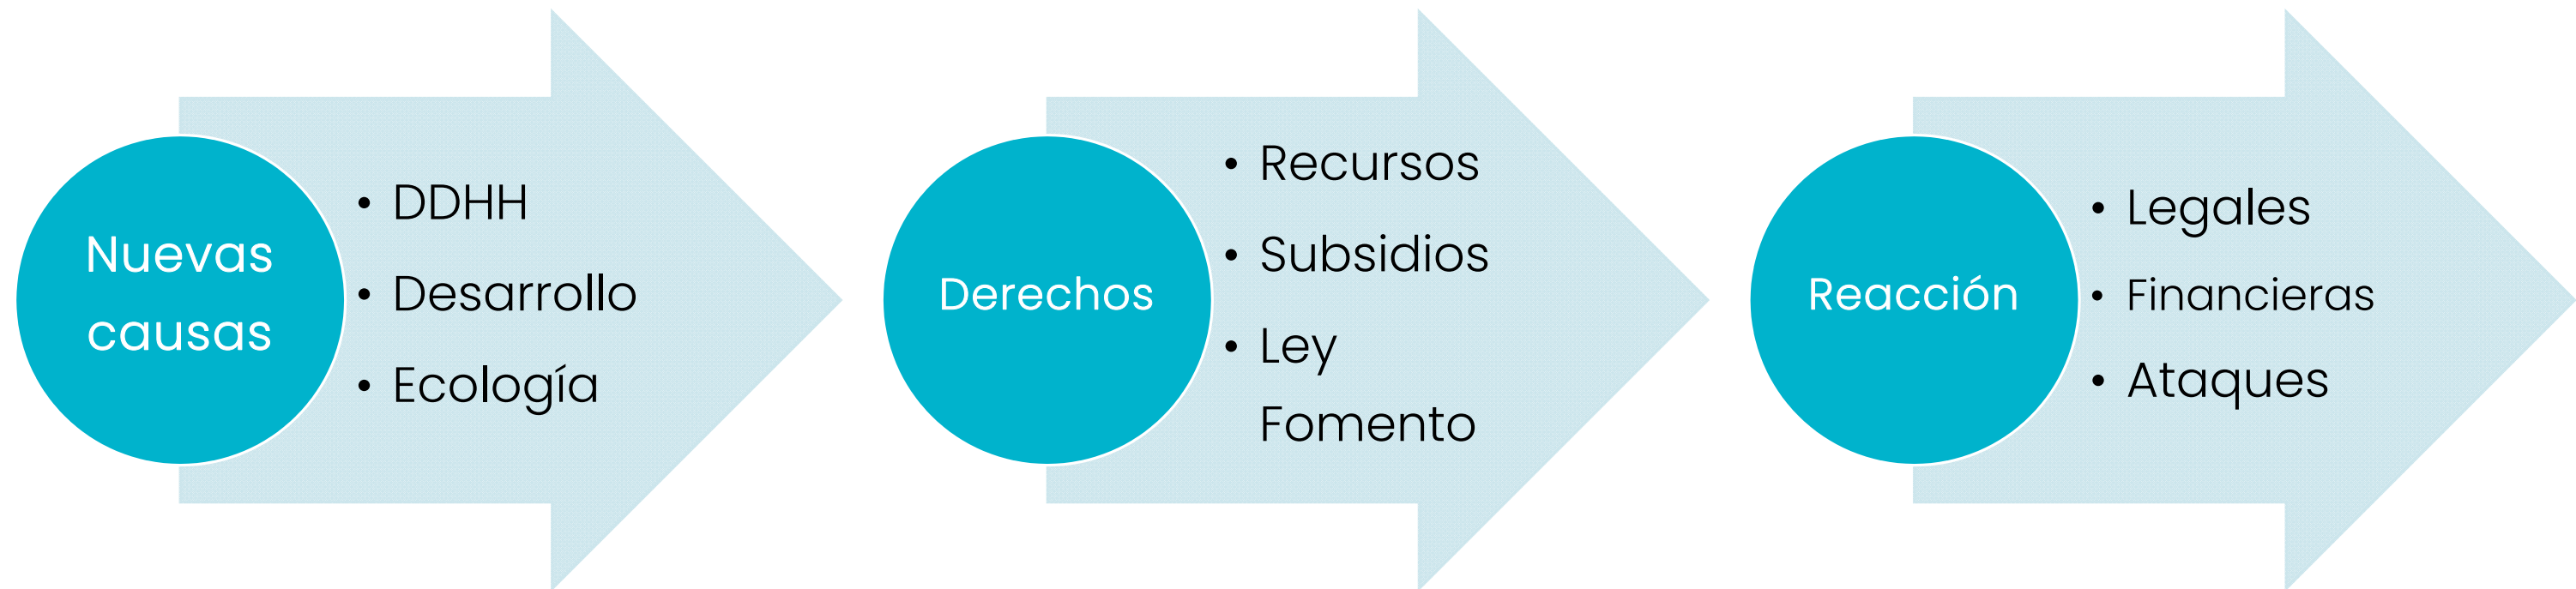 Nuevas
causas
• DDHH
• Desarrollo
• Ecología
Derechos
• Recursos
• Subsidios
• Ley
Fomento
Reacción
• Legales
• Financieras
• Ataques